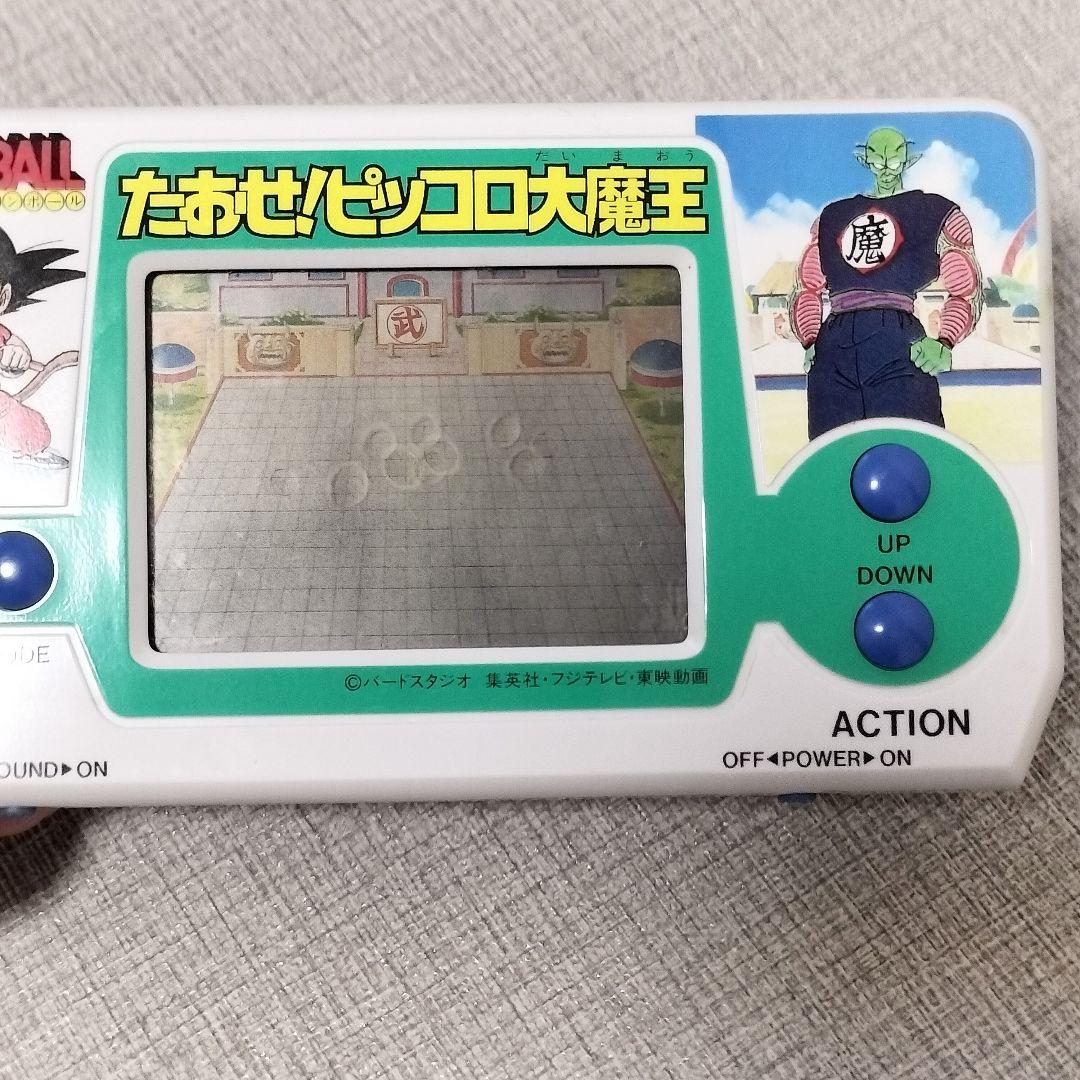 BALL
ンボール
だいまおう
たおせ!ピッコロ大魔王
魔
武
UP
DOWN
©バードスタジオ 集英社・フジテレビ・東映動画
ACTION
OUND▶ON
OFF◀POWER▶ON